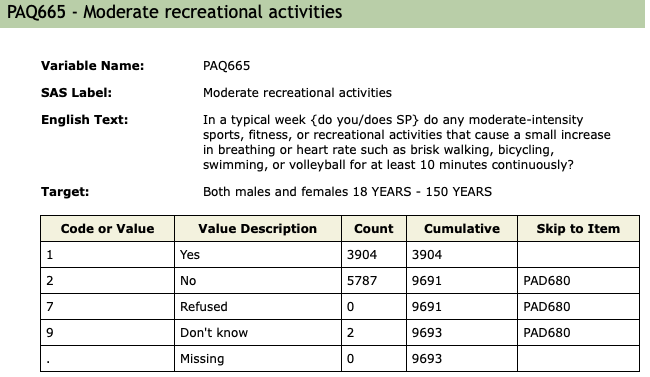 PAQ665 - Moderate recreational activities
Variable Name: PAQ665
SAS Label: Moderate recreational activities
English Text: In a typical week {do you/does SP} do any moderate-intensity
sports, fitness, or recreational activities that cause a small increase
in breathing or heart rate such as brisk walking, bicycling,
swimming, or volleyball for at least 10 minutes continuously?
Target: Both males and females 18 YEARS - 150 YEARS
Code or Value Value Description Count Cumulative Skip to Item
1 Yes 3904 3904
2 No 5787 9691 PAD680
7 Refused 0 9691 PAD680
9 Don't know 2 9693 PAD680
. Missing 0 9693